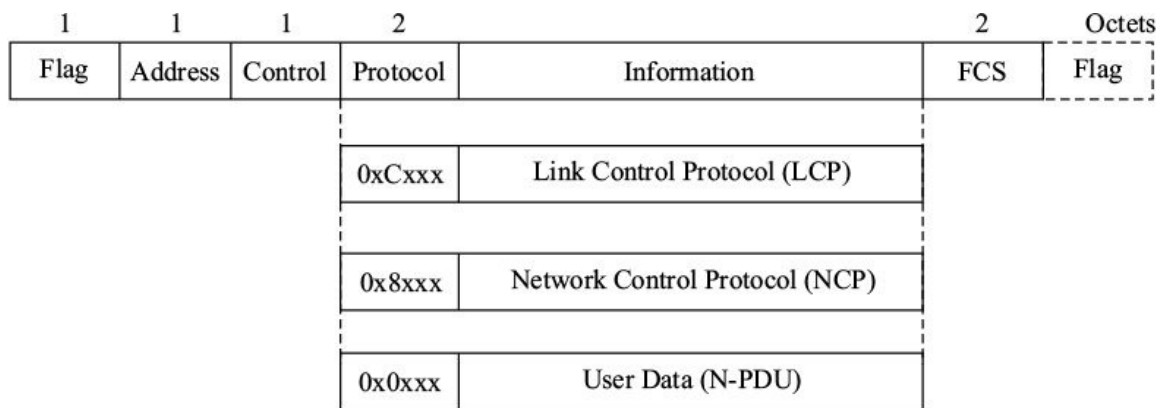 1 1 1 2 2 Octets
Flag Address Control Protocol Information FCS Flag
0xCxxx Link Control Protocol (LCP)
0x8xxx Network Control Protocol (NCP)
0x0xxx User Data (N-PDU)